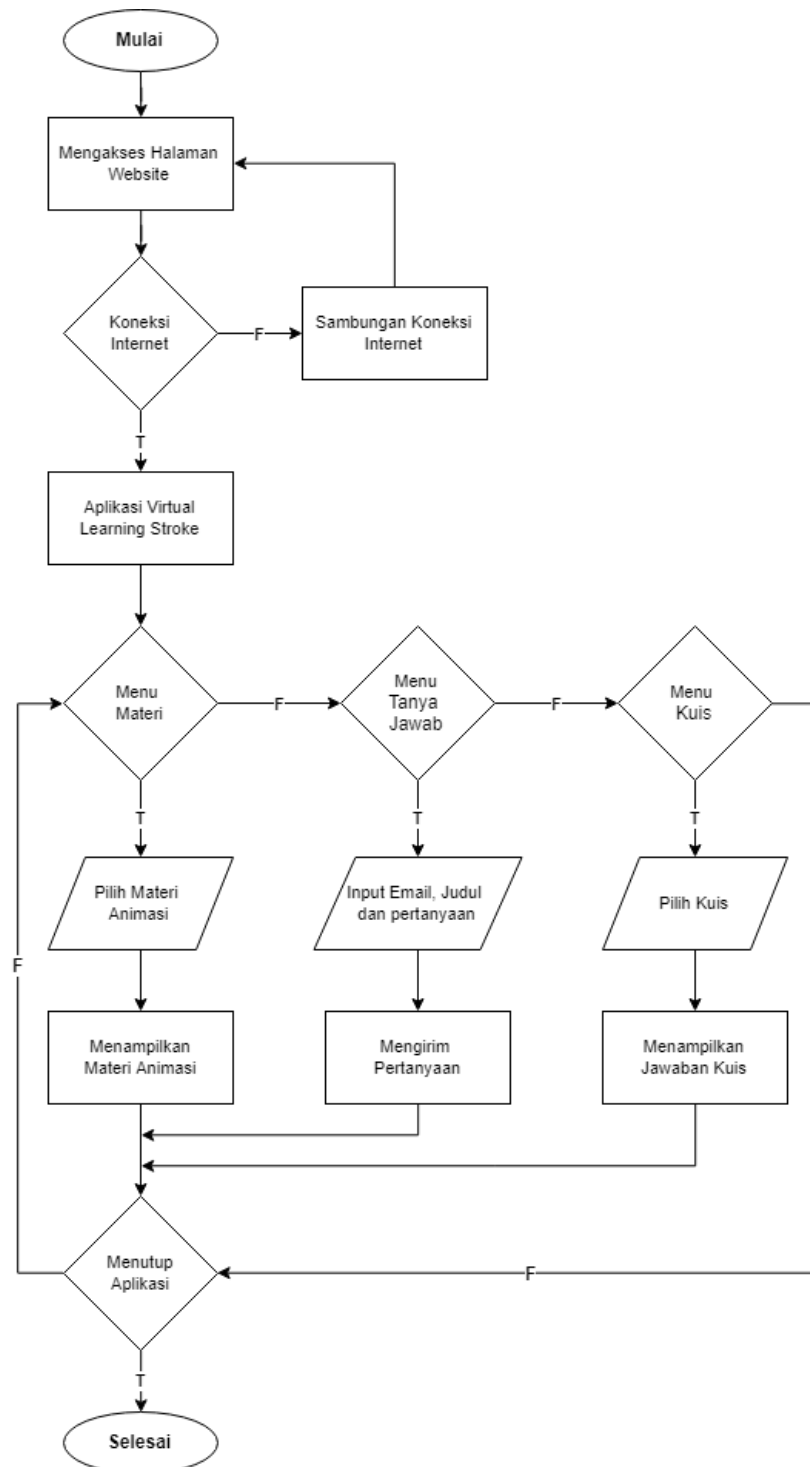 Mulai
Mengakses Halaman
Website
Koneksi
Internet
F
Sambungan Koneksi
Internet
T
Aplikasi Virtual
Learning Stroke
Menu
Materi
F
Menu
Tanya
Jawab
F
Menu
Kuis
T
T
T
Pilih Materi
Animasi
Input Email, Judul
dan pertanyaan
Pilih Kuis
F
Menampilkan
Materi Animasi
Mengirim
Pertanyaan
Menampilkan
Jawaban Kuis
Menutup
Aplikasi
F
T
Selesai